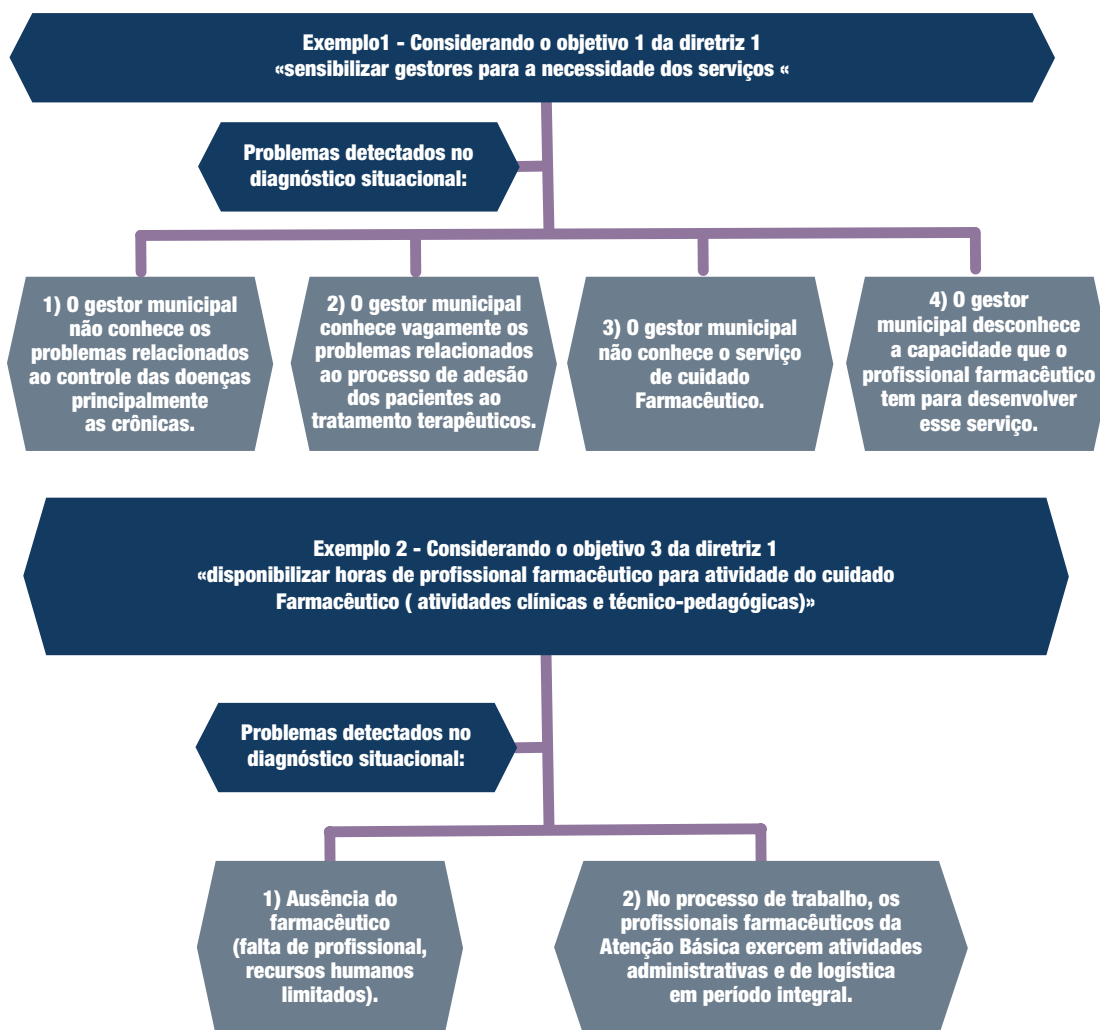 Exemplo1 - Considerando o objetivo 1 da diretriz 1
«sensibilizar gestores para a necessidade dos serviços «
Problemas detectados no
diagnóstico situacional:
1) O gestor municipal
não conhece os
problemas relacionados
ao controle das doenças
principalmente
as crônicas.
2) O gestor municipal
conhece vagamente os
problemas relacionados
ao processo de adesão
dos pacientes ao
tratamento terapêuticos.
3) O gestor municipal
não conhece o serviço
de cuidado
Farmacêutico.
4) O gestor
municipal desconhece
a capacidade que o
profissional farmacêutico
tem para desenvolver
esse serviço.
Exemplo 2 - Considerando o objetivo 3 da diretriz 1
«disponibilizar horas de profissional farmacêutico para atividade do cuidado
Farmacêutico ( atividades clínicas e técnico-pedagógicas)»
Problemas detectados no
diagnóstico situacional:
1) Ausência do
farmacêutico
(falta de profissional,
recursos humanos
limitados).
2) No processo de trabalho, os
profissionais farmacêuticos da
Atenção Básica exercem atividades
administrativas e de logística
em período integral.